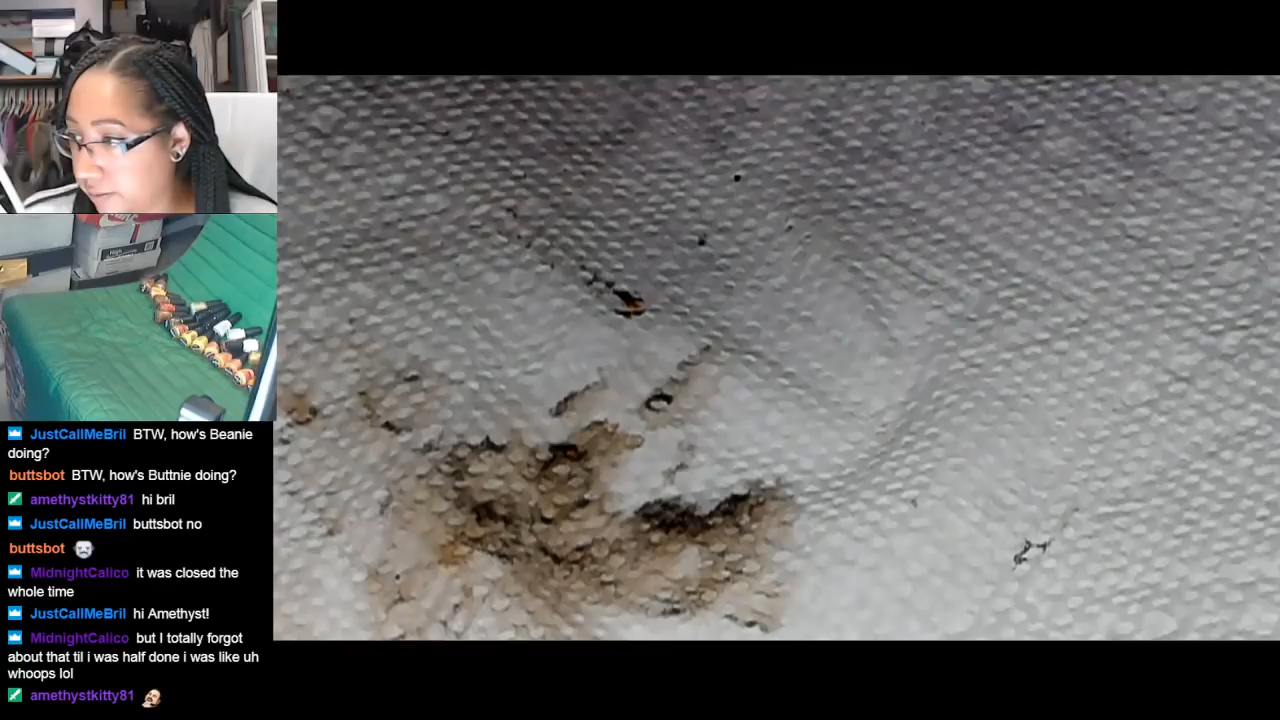 JustCallMeBril BTW, how's Beanie
doing?
buttsbot BTW, how's Buttnie doing?
amethystkitty81 hi bril
JustCallMeBril buttsbot no
buttsbot
MidnightCalico it was closed the
whole time
JustCallMeBril hi Amethyst!
MidnightCalico but I totally forgot
about that til i was half done i was like uh
whoops lol
amethystkitty81